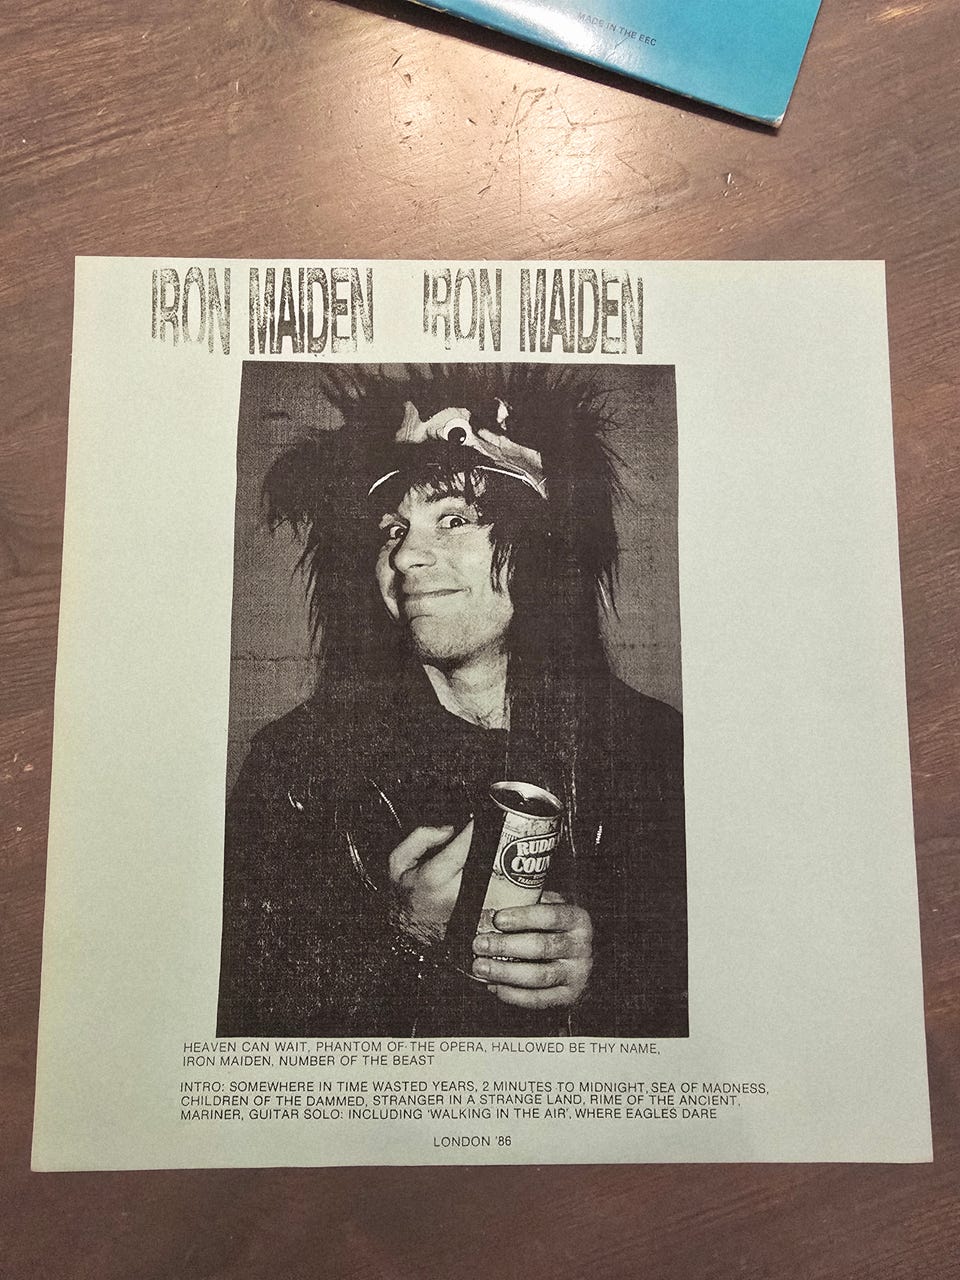 MADE IN THE EEC
IRON MAIDEN IRON MAIDEN
RUDD
COUN
HEAVEN CAN WAIT, PHANTOM OF THE OPERA, HALLOWED BE THY NAME,
IRON MAIDEN, NUMBER OF THE BEAST
INTRO: SOMEWHERE IN TIME WASTED YEARS, 2 MINUTES TO MIDNIGHT, SEA OF MADNESS,
CHILDREN OF THE DAMNED, STRANGER IN A STRANGE LAND, RIME OF THE ANCIENT,
MARINER, GUITAR SOLO: INCLUDING 'WALKING IN THE AIR', WHERE EAGLES DARE
LONDON '86